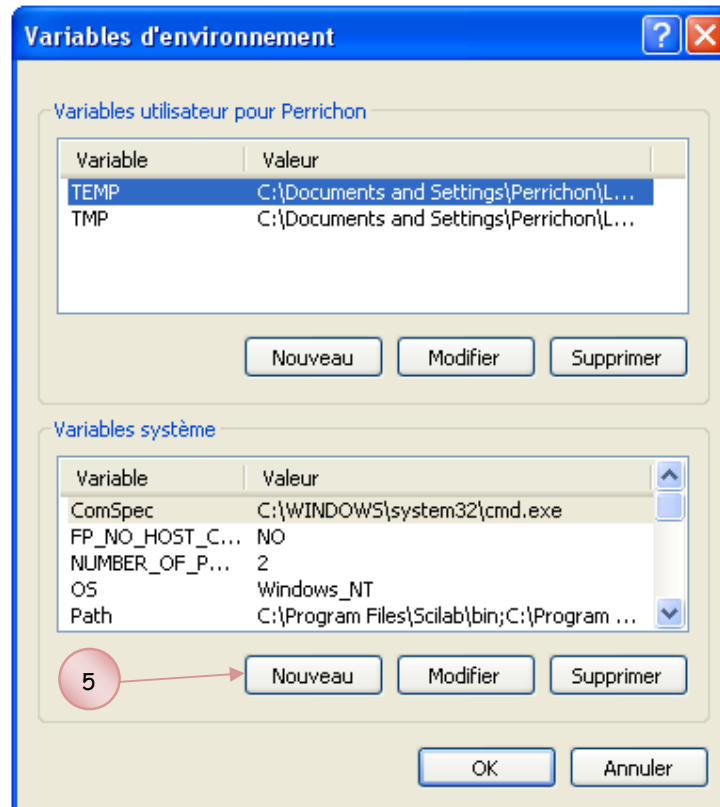 Variables d'environnement
Variables utilisateur pour Perrichon
Variable Valeur
TEMP C:\Documents and Settings\Perrichon\L...
TMP C:\Documents and Settings\Perrichon\L...
Nouveau Modifier Supprimer
Variables système
Variable Valeur
ComSpec C:\WINDOWS\system32\cmd.exe
FP_NO_HOST_C... NO
NUMBER_OF_P... 2
OS Windows_NT
Path C:\Program Files\Scilab\bin;C:\Program ...
5 Nouveau Modifier Supprimer
OK Annuler